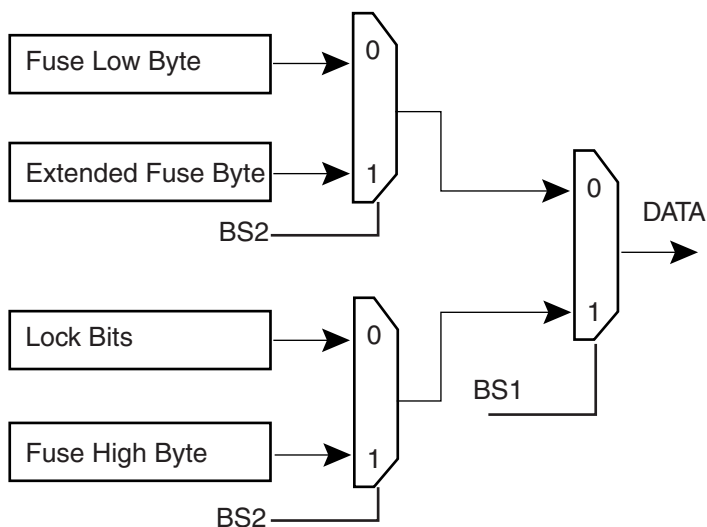 Fuse Low Byte
0
Extended Fuse Byte
1
BS2
0
DATA
1
Lock Bits
0
BS1
Fuse High Byte
1
BS2